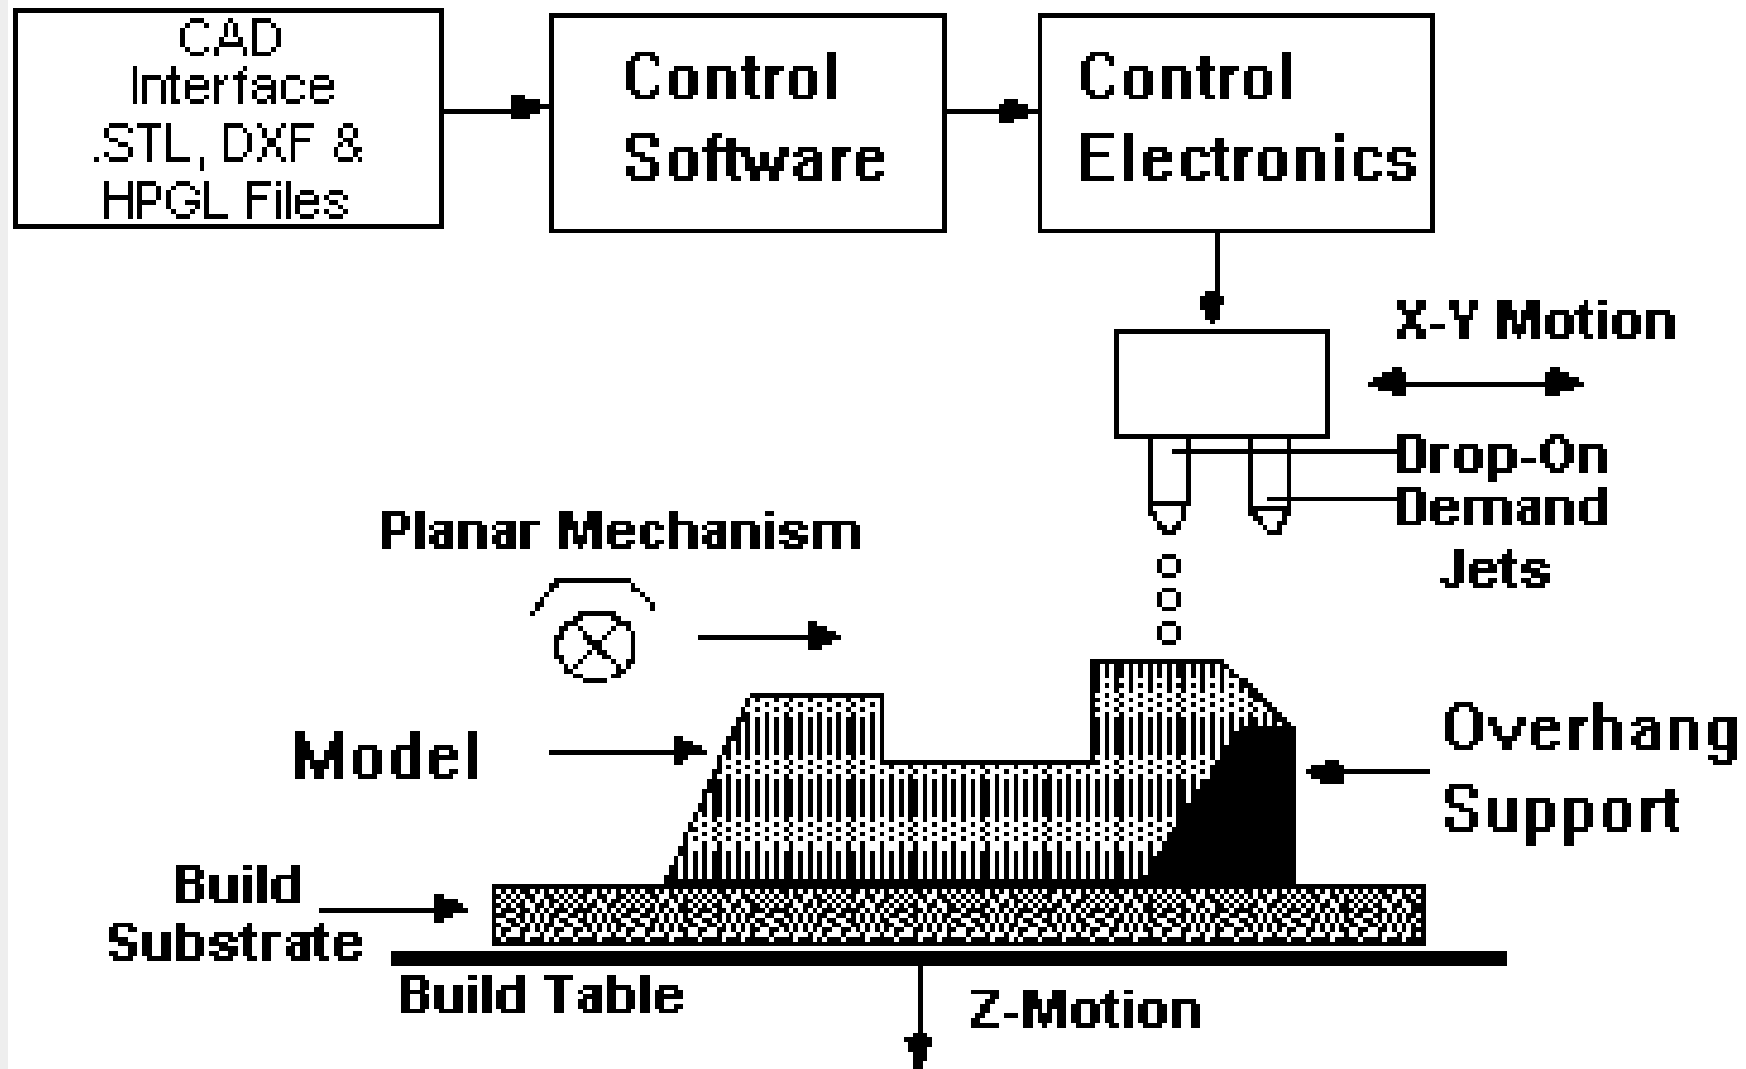 CAD
Interface
.STL, DXF &
HPGL Files
Control
Software
Control
Electronics
X-Y Motion
Drop-On
Demand
Jets
Planar Mechanism
Model
Overhang
Support
Build
Substrate
Build Table
Z-Motion